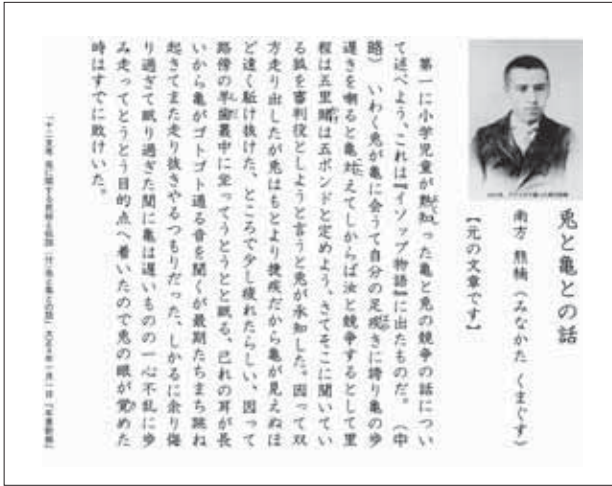 兎と亀との話
南方 熊楠（みなかた くまぐす）
【元の文章です】
第一に小学児童が熟知った亀と兎の競争の話につい
て述べよう、これは『イソップ物語』に出たものだ。（中
略） いわく兎が亀に会うて自分の足疾きに誇り亀の歩
遅きを嘲ると亀対えてしからば汝と競争するとして里
程は五里賭は五ポンドと定めよう、さてそこに聞いてい
る狐を審判役としようと言うと兎が承知した。因って双
方走り出したが兎はもとより捷疾だから亀が見えぬほ
ど遠く駈け抜けた、ところで少し疲れたらしい、因って
路傍の羊歯叢中に坐ってうとうとと眠る、己れの耳が長
いから亀がゴトゴト通る音を聞くが最期たちまち跳ね
起きてまた走り抜きやるつもりだった、しかるに余り侮
り過ぎて眠り過ぎた間に亀は遅いものの一心不乱に歩
み走ってとうとう目的点へ着いたので兎の眼が覚めた
時はすでに敗けいた。